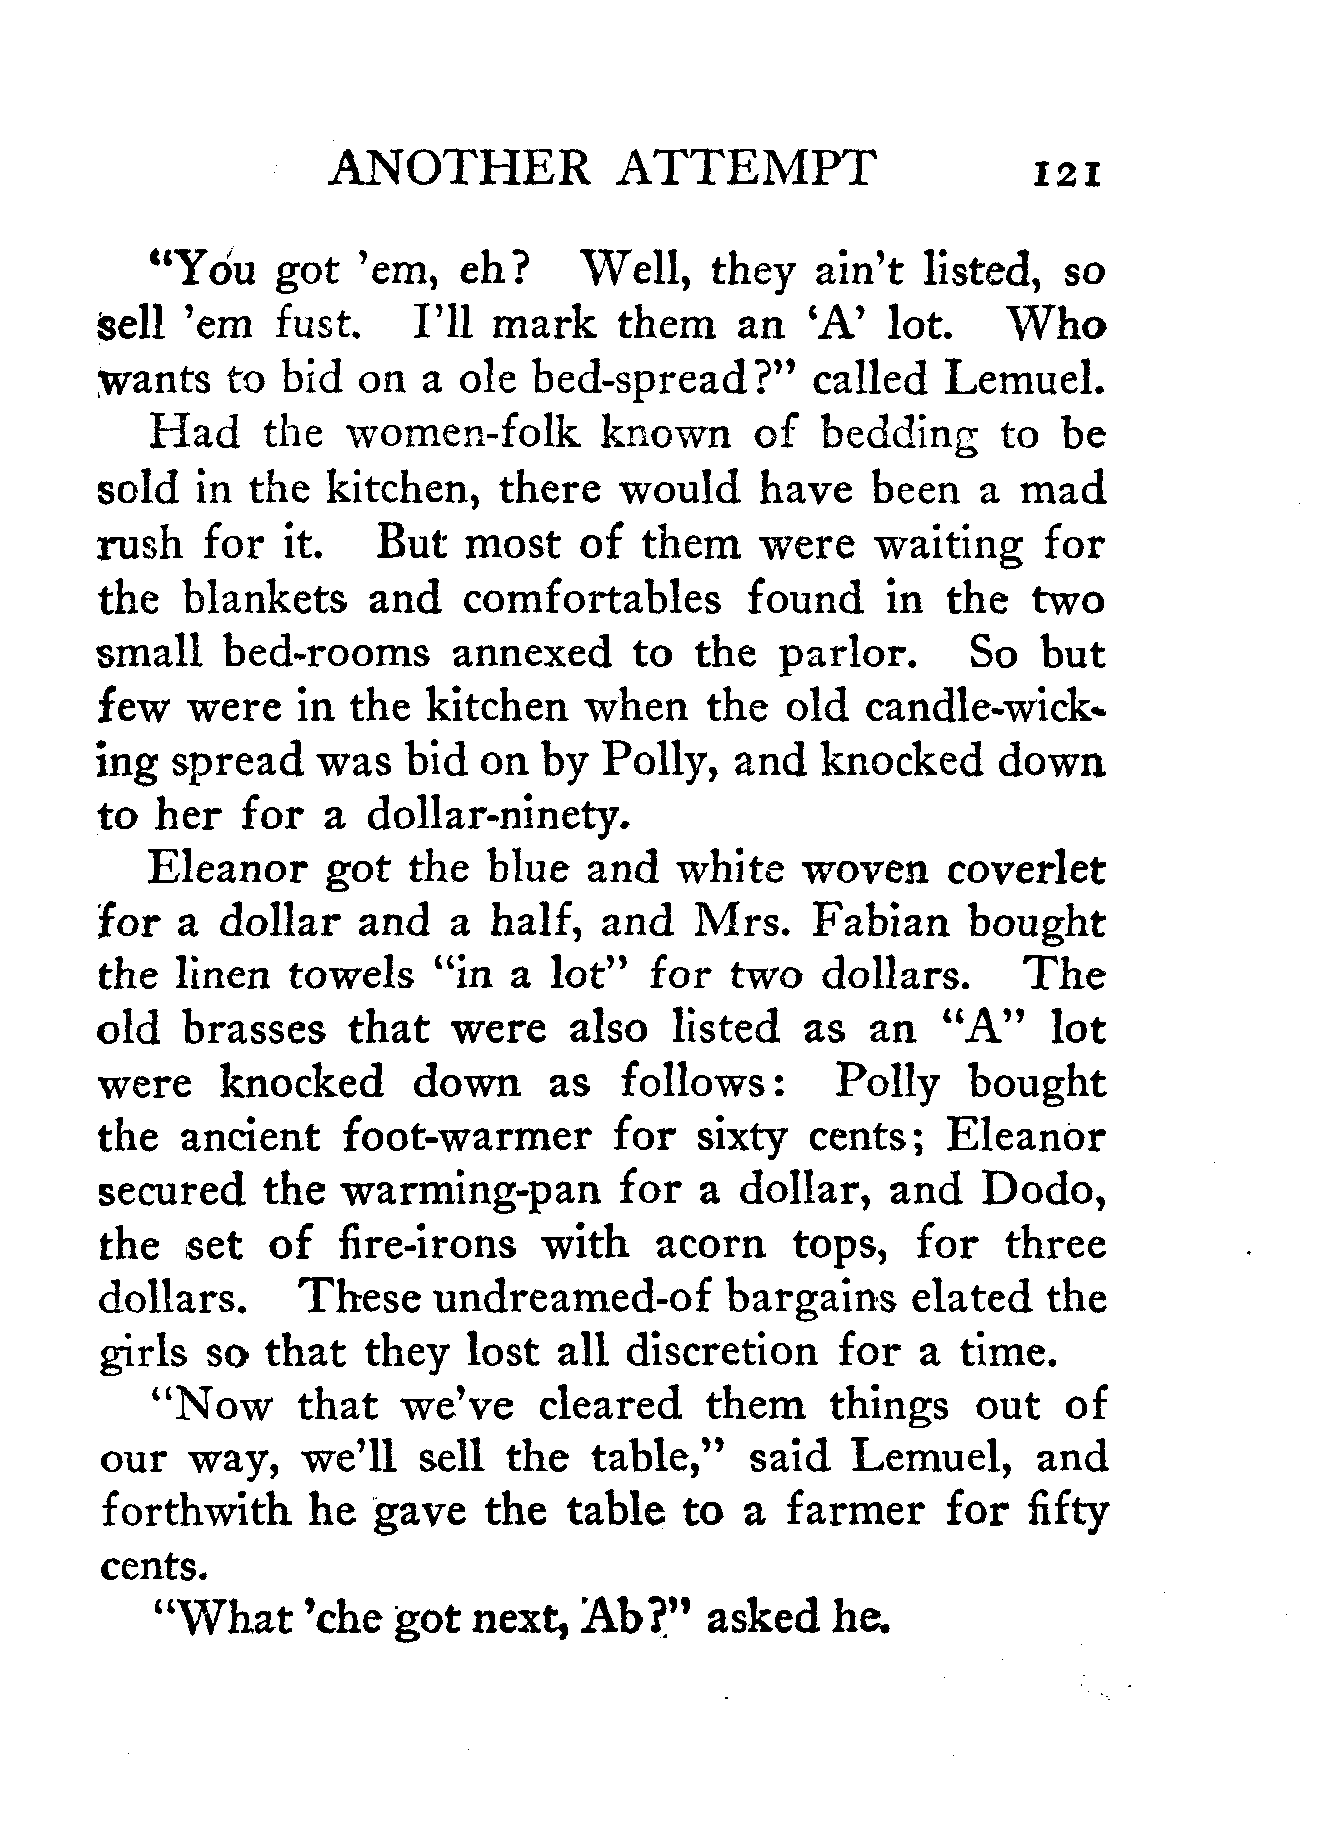 ANOTHER ATTEMPT 121
"You got 'em, eh? Well, they ain't listed, so
sell 'em fust. I'll mark them an 'A' lot. Who
wants to bid on a ole bed-spread?" called Lemuel.
Had the women-folk known of bedding to be
sold in the kitchen, there would have been a mad
rush for it. But most of them were waiting for
the blankets and comfortables found in the two
small bed-rooms annexed to the parlor. So but
few were in the kitchen when the old candle-wick-
ing spread was bid on by Polly, and knocked down
to her for a dollar-ninety.
Eleanor got the blue and white woven coverlet
for a dollar and a half, and Mrs. Fabian bought
the linen towels "in a lot" for two dollars. The
old brasses that were also listed as an "A" lot
were knocked down as follows: Polly bought
the ancient foot-warmer for sixty cents; Eleanor
secured the warming-pan for a dollar, and Dodo,
the set of fire-irons with acorn tops, for three
dollars. These undreamed-of bargains elated the
girls so that they lost all discretion for a time.
"Now that we've cleared them things out of
our way, we'll sell the table," said Lemuel, and
forthwith he gave the table to a farmer for fifty
cents.
"What 'che got next, Ab?" asked he.